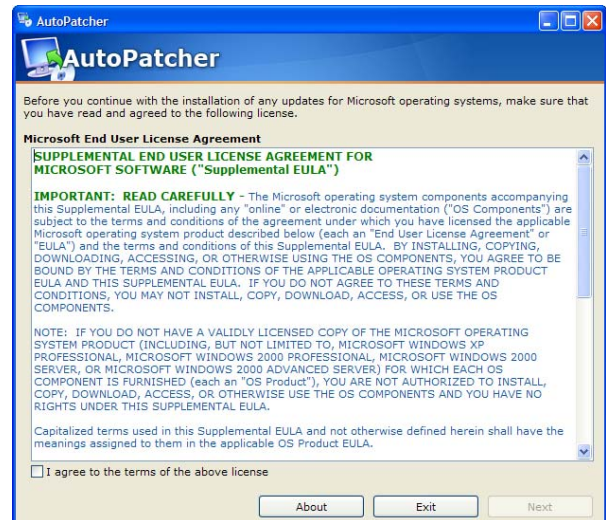 AutoPatcher
AutoPatcher
Before you continue with the installation of any updates for Microsoft operating systems, make sure that
you have read and agreed to the following license.
Microsoft End User License Agreement
SUPPLEMENTAL END USER LICENSE AGREEMENT FOR
MICROSOFT SOFTWARE ("Supplemental EULA")
IMPORTANT: READ CAREFULLY - The Microsoft operating system components accompanying
this Supplemental EULA, including any "online" or electronic documentation ("OS Components") are
subject to the terms and conditions of the agreement under which you have licensed the applicable
Microsoft operating system product described below (each an "End User License Agreement" or
"EULA") and the terms and conditions of this Supplemental EULA. BY INSTALLING, COPYING,
DOWNLOADING, ACCESSING, OR OTHERWISE USING THE OS COMPONENTS, YOU AGREE TO BE
BOUND BY THE TERMS AND CONDITIONS OF THE APPLICABLE OPERATING SYSTEM PRODUCT
EULA AND THIS SUPPLEMENTAL EULA. IF YOU DO NOT AGREE TO THESE TERMS AND
CONDITIONS, YOU MAY NOT INSTALL, COPY, DOWNLOAD, ACCESS, OR USE THE OS
COMPONENTS.
NOTE: IF YOU DO NOT HAVE A VALIDLY LICENSED COPY OF THE MICROSOFT OPERATING
SYSTEM PRODUCT (INCLUDING, BUT NOT LIMITED TO, MICROSOFT WINDOWS XP
PROFESSIONAL, MICROSOFT WINDOWS 2000 PROFESSIONAL, MICROSOFT WINDOWS 2000
SERVER, OR MICROSOFT WINDOWS 2000 ADVANCED SERVER) FOR WHICH EACH OS
COMPONENT IS FURNISHED (each an "OS Product"), YOU ARE NOT AUTHORIZED TO INSTALL,
COPY, DOWNLOAD, ACCESS, OR OTHERWISE USE THE OS COMPONENTS AND YOU HAVE NO
RIGHTS UNDER THIS SUPPLEMENTAL EULA.
Capitalized terms used in this Supplemental EULA and not otherwise defined herein shall have the
meanings assigned to them in the applicable OS Product EULA.
I agree to the terms of the above license
About
Exit
Next